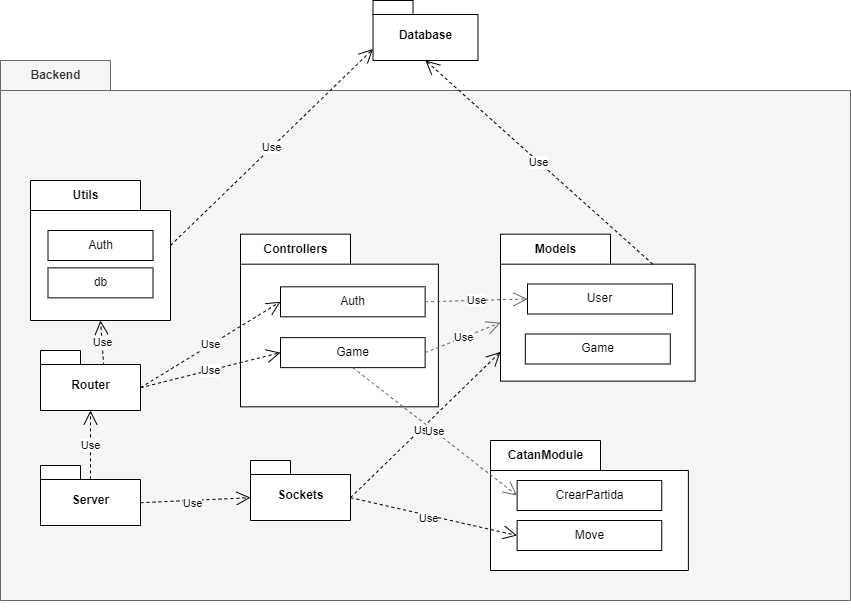 Database
Backend
Use
Use
Utils
Auth
db
Controllers
Auth
Game
Models
User
Game
Use
Use
Use
Use
Use
Use
Router
Use
Use
Use
CatanModule
CrearPartida
Move
Server
Use
Sockets
Use